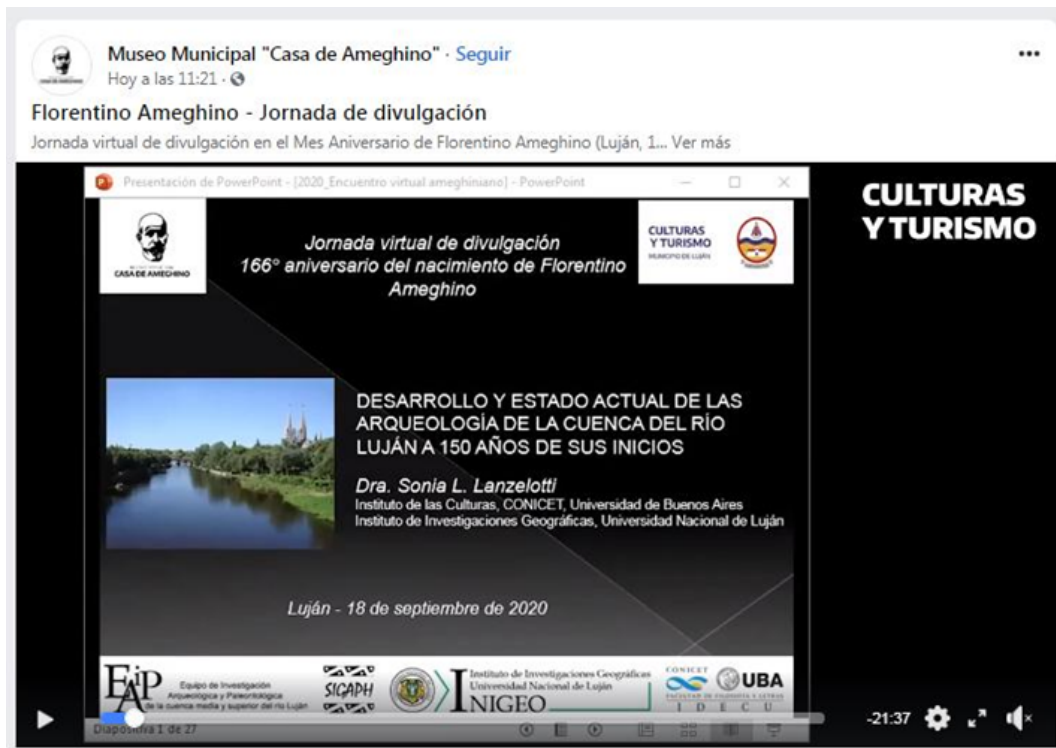 Museo Municipal "Casa de Ameghino" · Seguir
Hoy a las 11:21 ·
Florentino Ameghino - Jornada de divulgación
Jornada virtual de divulgación en el Mes Aniversario de Florentino Ameghino (Luján, 1... Ver más
Presentación de PowerPoint - [2020_Encuentro virtual ameghiniano] - PowerPoint
CULTURAS
Y TURISMO
CASA DE AMEGHINO
Jornada virtual de divulgación
166° aniversario del nacimiento de Florentino
Ameghino
CULTURAS
Y TURISMO
MUNICIPIO DE LUJÁN
DESARROLLO Y ESTADO ACTUAL DE LAS
ARQUEOLOGÍA DE LA CUENCA DEL RÍO
LUJÁN A 150 AÑOS DE SUS INICIOS
Dra. Sonia L. Lanzelotti
Instituto de las Culturas, CONICET, Universidad de Buenos Aires
Instituto de Investigaciones Geográficas, Universidad Nacional de Luján
Luján - 18 de septiembre de 2020
EAIP
Equipo de Investigación
Arqueológica y Paleontológica
de la cuenca media y superior del río Luján
SIGAPH
Instituto de Investigaciones Geográficas
Universidad Nacional de Luján
INIGEO
CONICET
UBA
FACULTAD DE FILOSOFÍA Y LETRAS
I D E C U
-21:37
Diapositiva 1 de 27